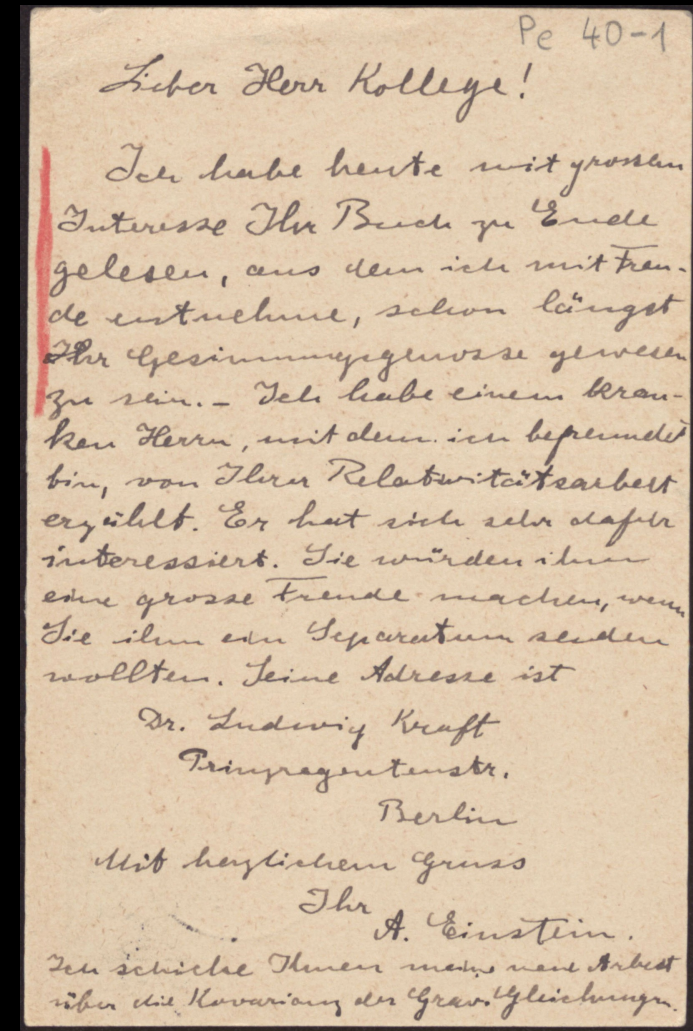 Pe 40-1
Lieber Herr Kollege!
Ich habe heute mit grossem
Interesse Ihr Buch zu Ende
gelesen, aus dem ich mit Freu-
de entnehme, schon längst
Ihr Gesinnungsgenosse gewesen
zu sein. – Ich habe einem kran-
ken Herrn, mit dem ich befreundet
bin, von Ihrer Relativitätsarbeit
erzählt. Er hat sich sehr dafür
interessiert. Sie würden ihm
eine grosse Freude machen, wenn
Sie ihm ein Separatum senden
wollten. Seine Adresse ist
Dr. Ludwig Kraft
Prinzregentenstr.
Berlin
Mit herzlichem Gruss
Ihr
A. Einstein.
Ich schicke Ihnen meine neue Arbeit
über die Kovarianz der Grav. Gleichungen.